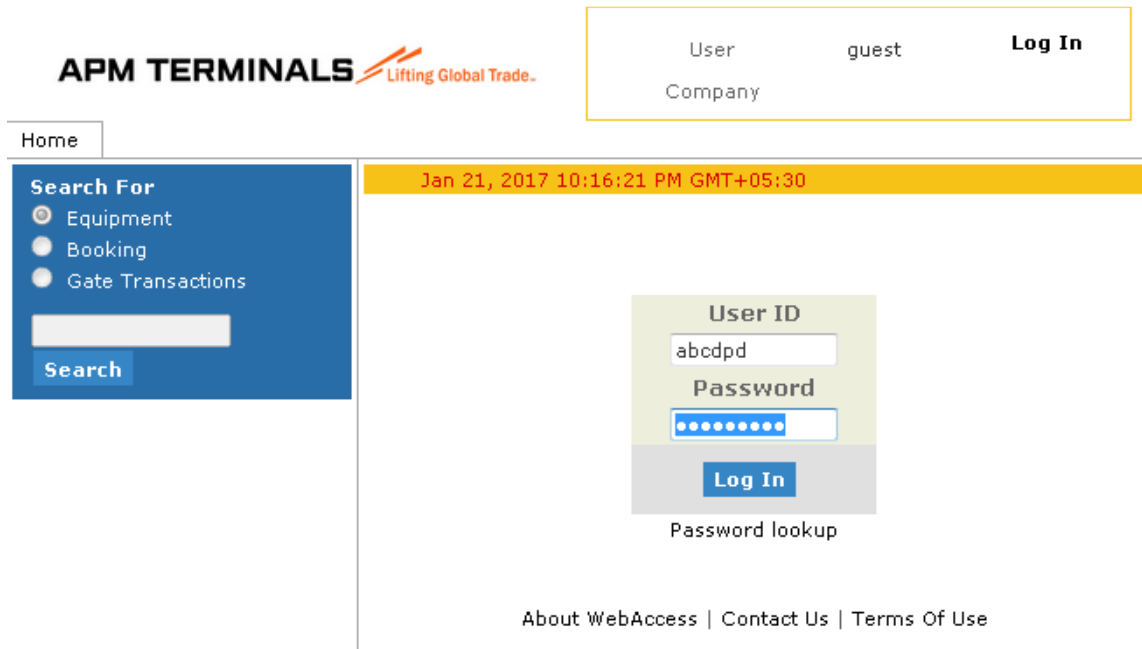 APM TERMINALS Lifting Global Trade.
User guest Log In
Company
Home
Search For
Equipment
Booking
Gate Transactions
Search
Jan 21, 2017 10:16:21 PM GMT+05:30
User ID
abcdpd
Password
•••••••••
Log In
Password lookup
About WebAccess | Contact Us | Terms Of Use